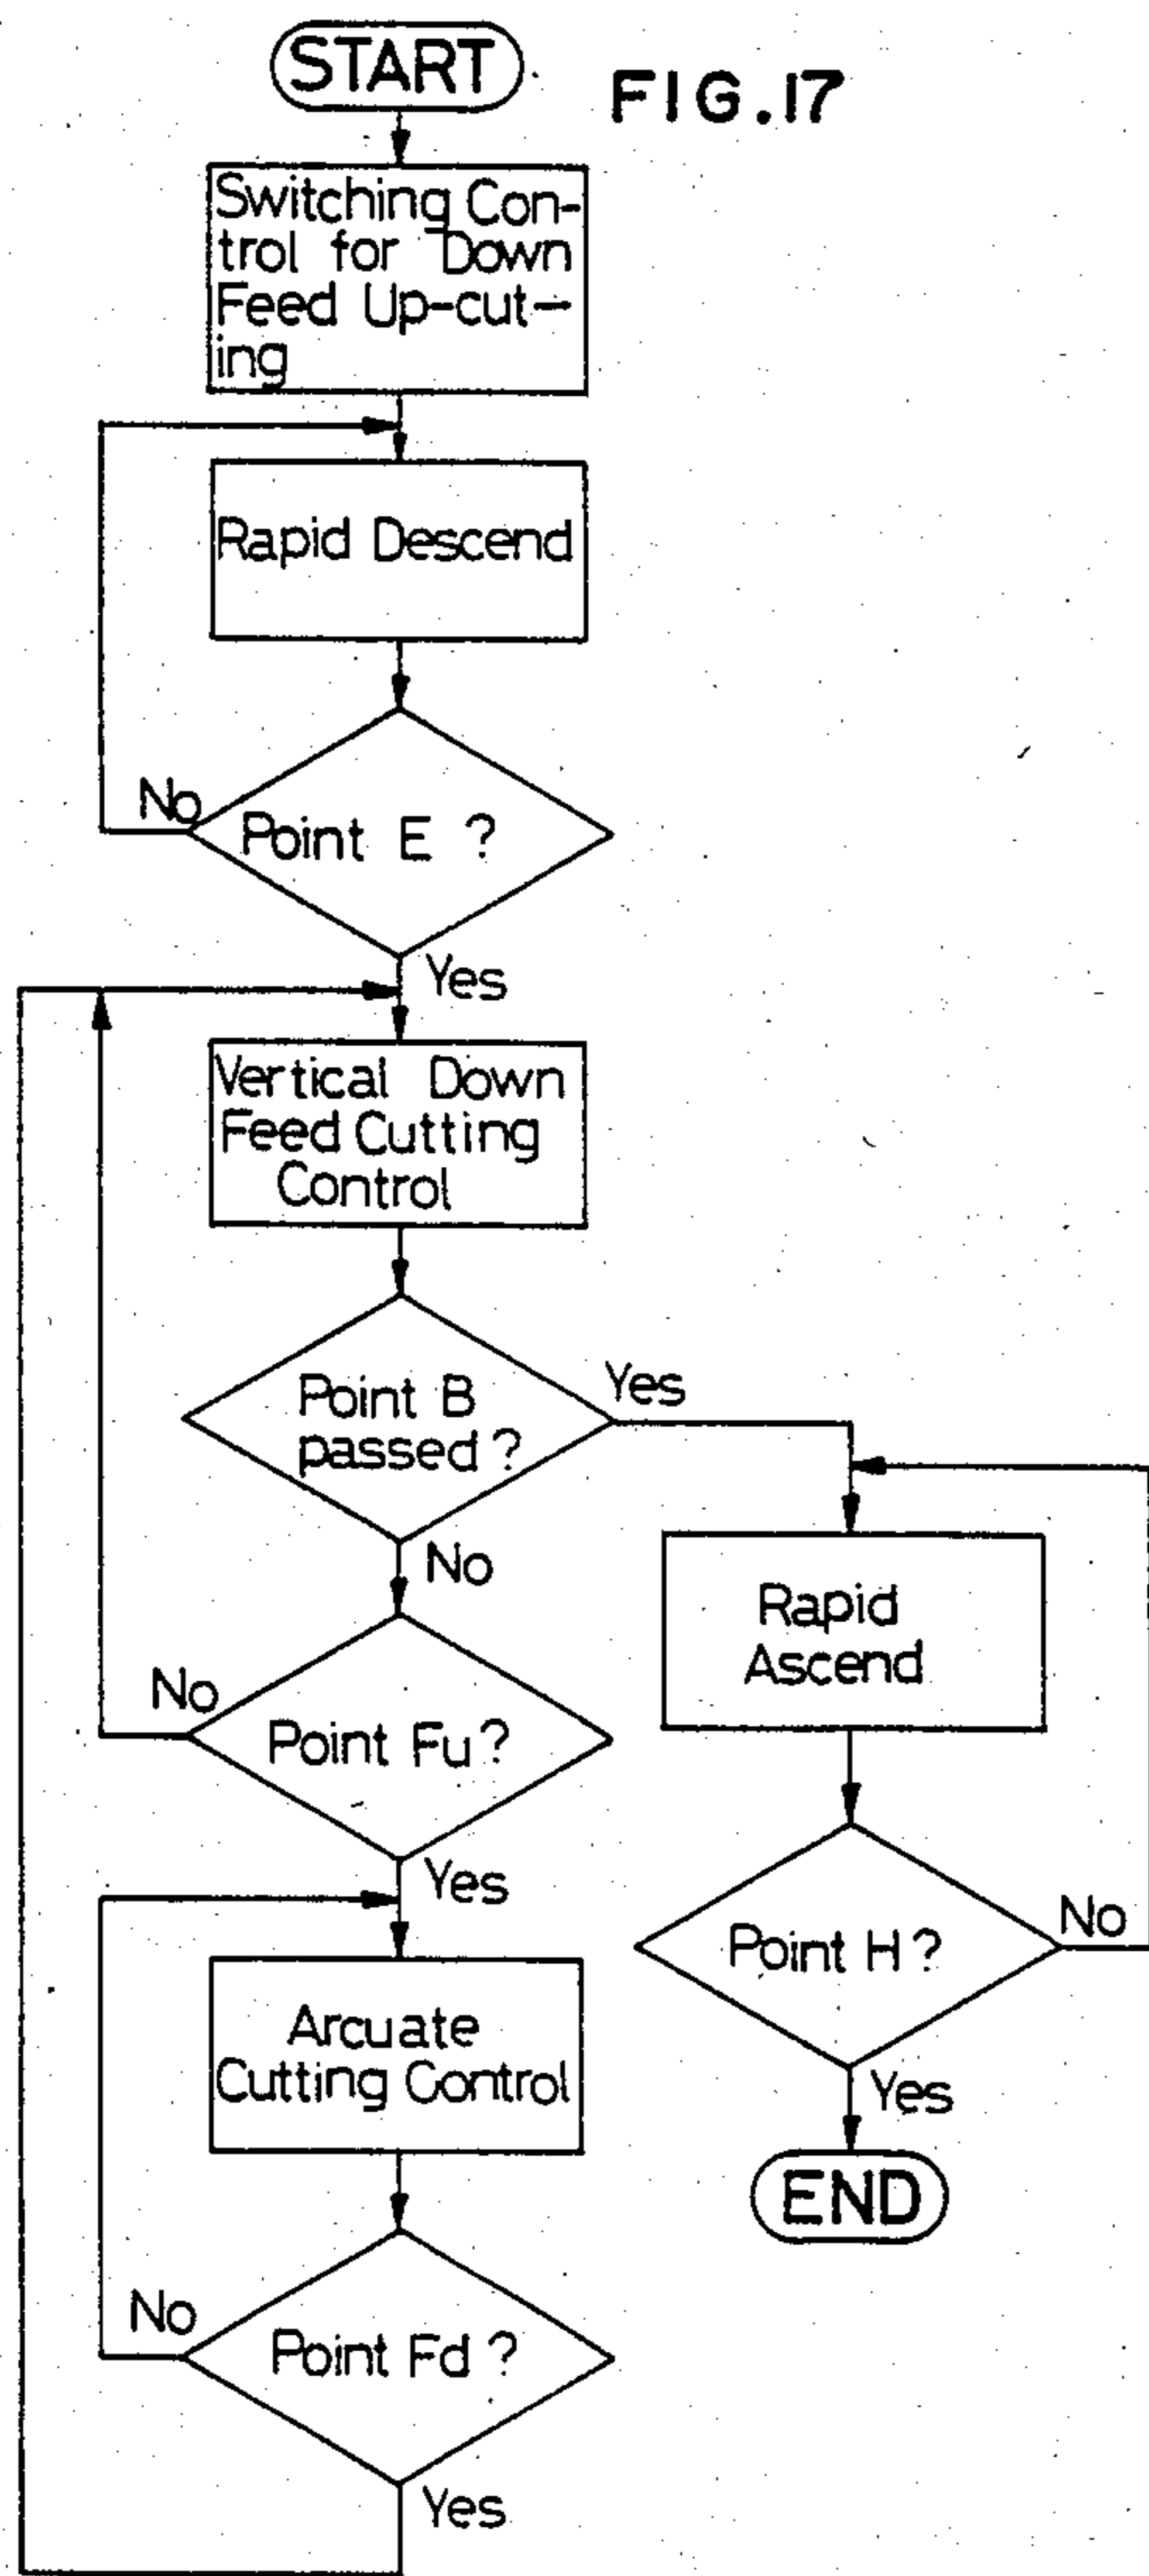 START
FIG.17
Switching Con-
trol for Down
Feed Up-cut-
ing
Rapid Descend
No
Point E ?
Yes
Vertical Down
Feed Cutting
Control
Point B
passed ?
Yes
No
Rapid
Ascend
No
Point Fu ?
Yes
Point H ?
No
Arcuate
Cutting Control
Yes
END
No
Point Fd ?
Yes